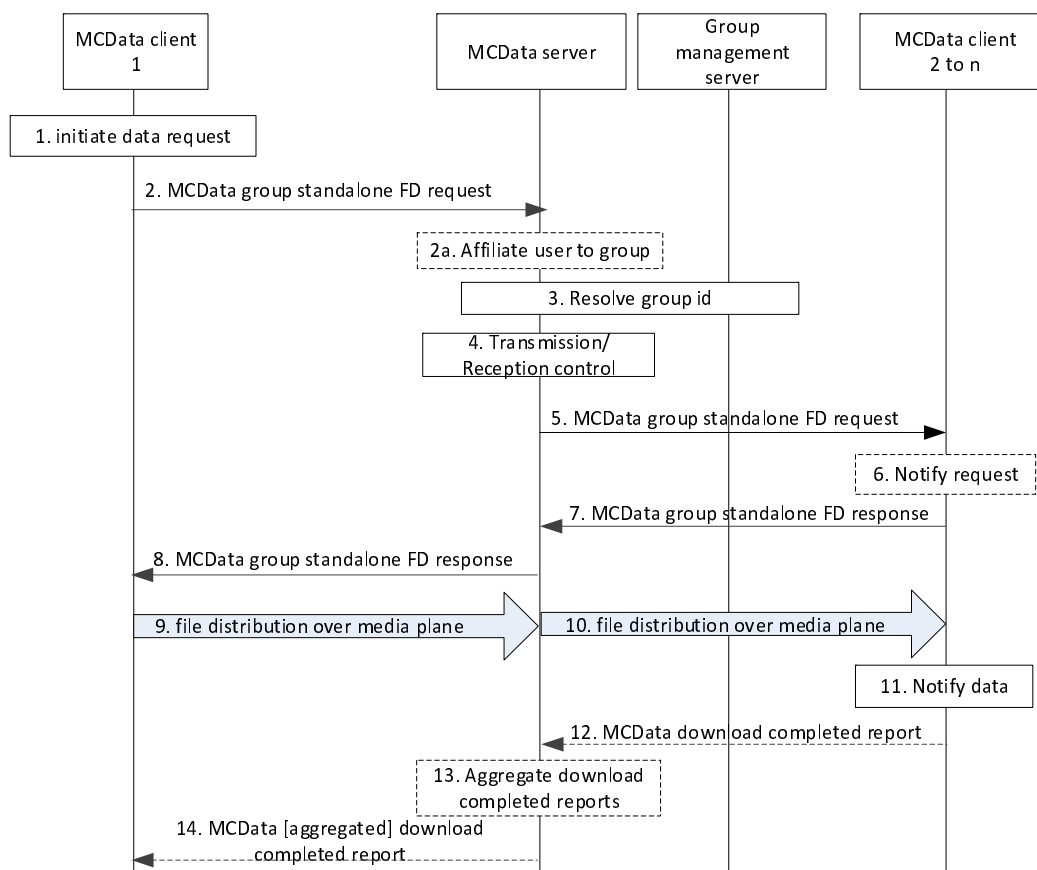 MCData client
1
MCData server
Group
management
server
MCData client
2 to n
1. initiate data request
2. MCData group standalone FD request
2a. Affiliate user to group
3. Resolve group id
4. Transmission/
Reception control
5. MCData group standalone FD request
6. Notify request
7. MCData group standalone FD response
8. MCData group standalone FD response
9. file distribution over media plane
10. file distribution over media plane
11. Notify data
12. MCData download completed report
13. Aggregate download
completed reports
14. MCData [aggregated] download
completed report